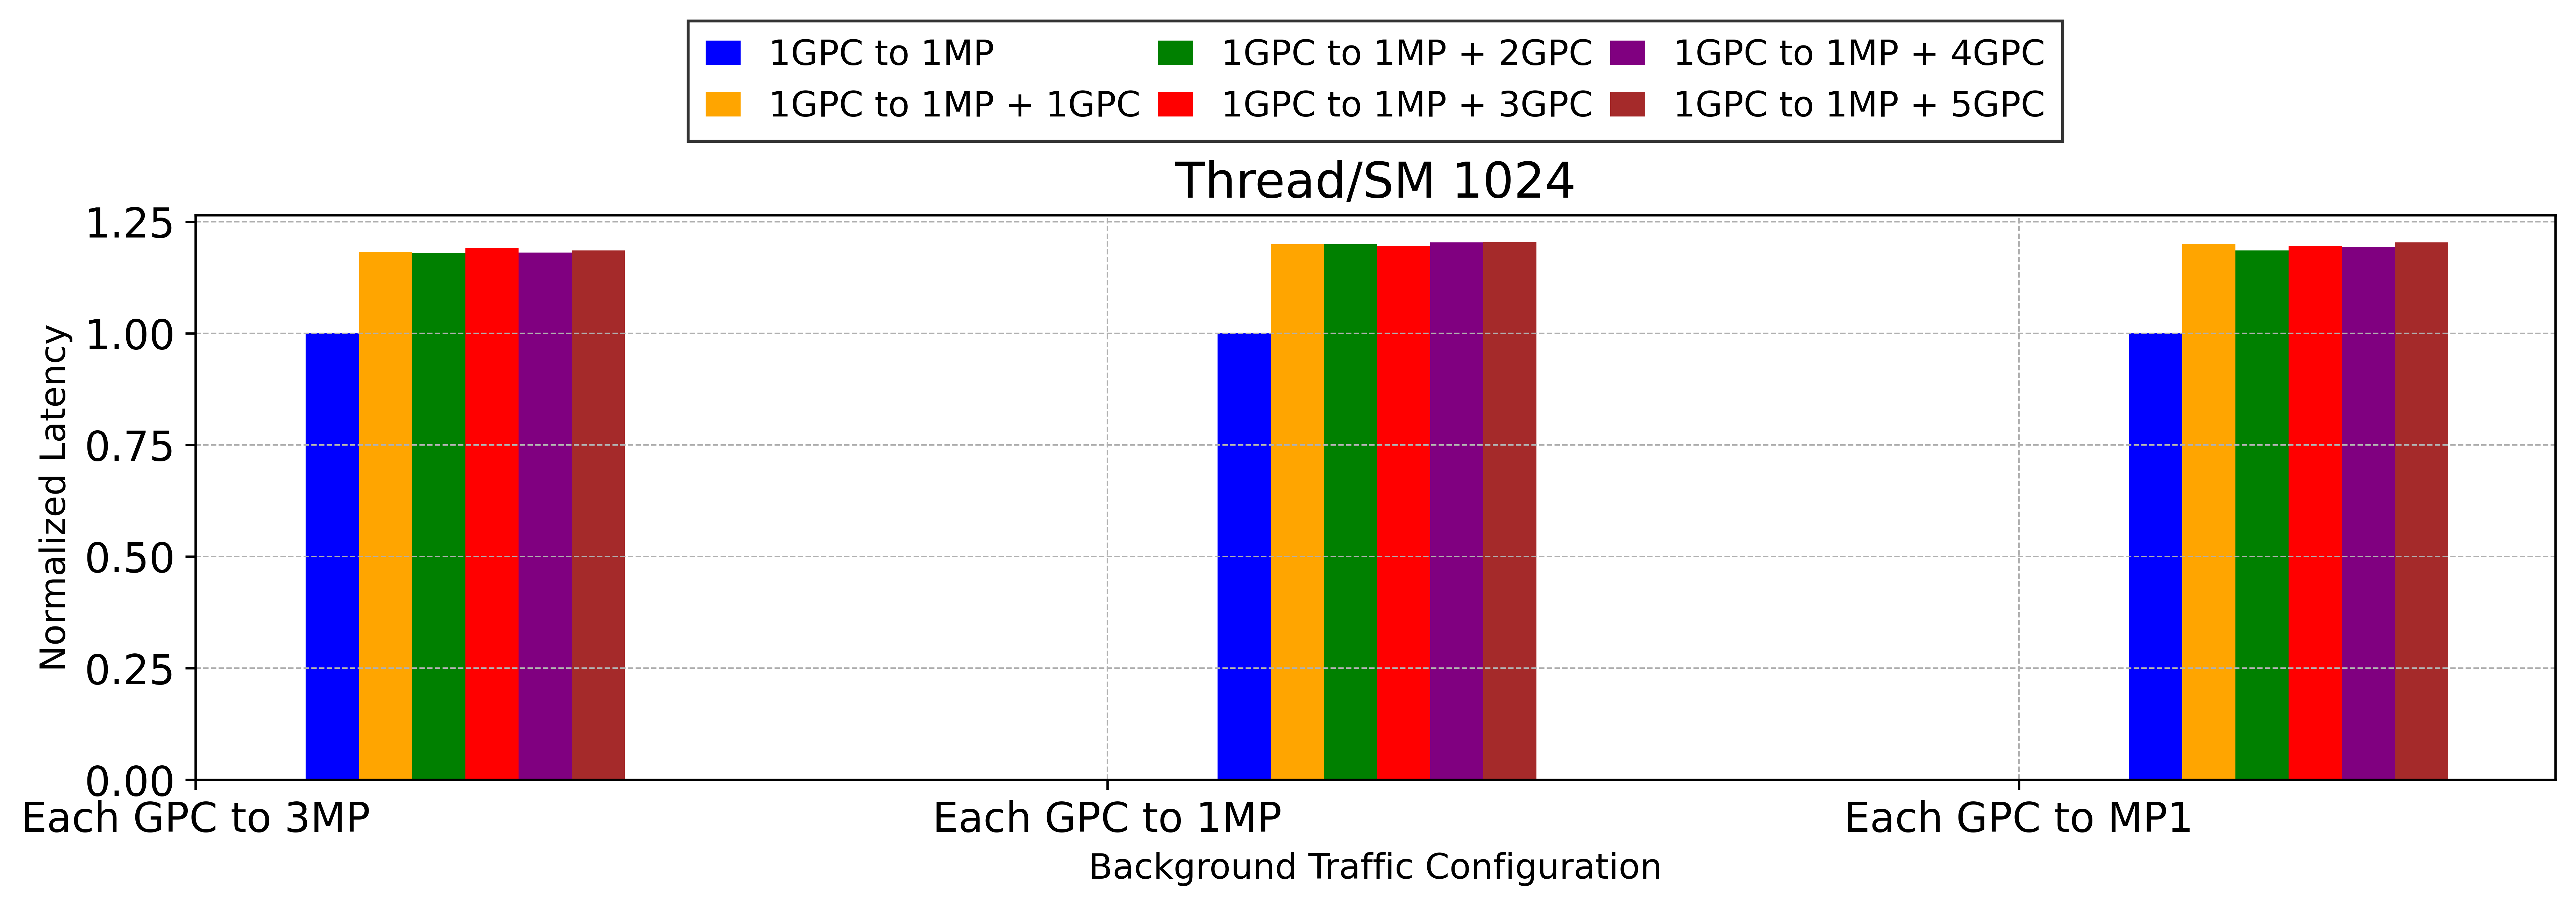 1GPC to 1MP
1GPC to 1MP + 1GPC
1GPC to 1MP + 2GPC
1GPC to 1MP + 3GPC
1GPC to 1MP + 4GPC
1GPC to 1MP + 5GPC
Thread/SM 1024
Normalized Latency
1.25
1.00
0.75
0.50
0.25
0.00
Each GPC to 3MP
Each GPC to 1MP
Each GPC to MP1
Background Traffic Configuration